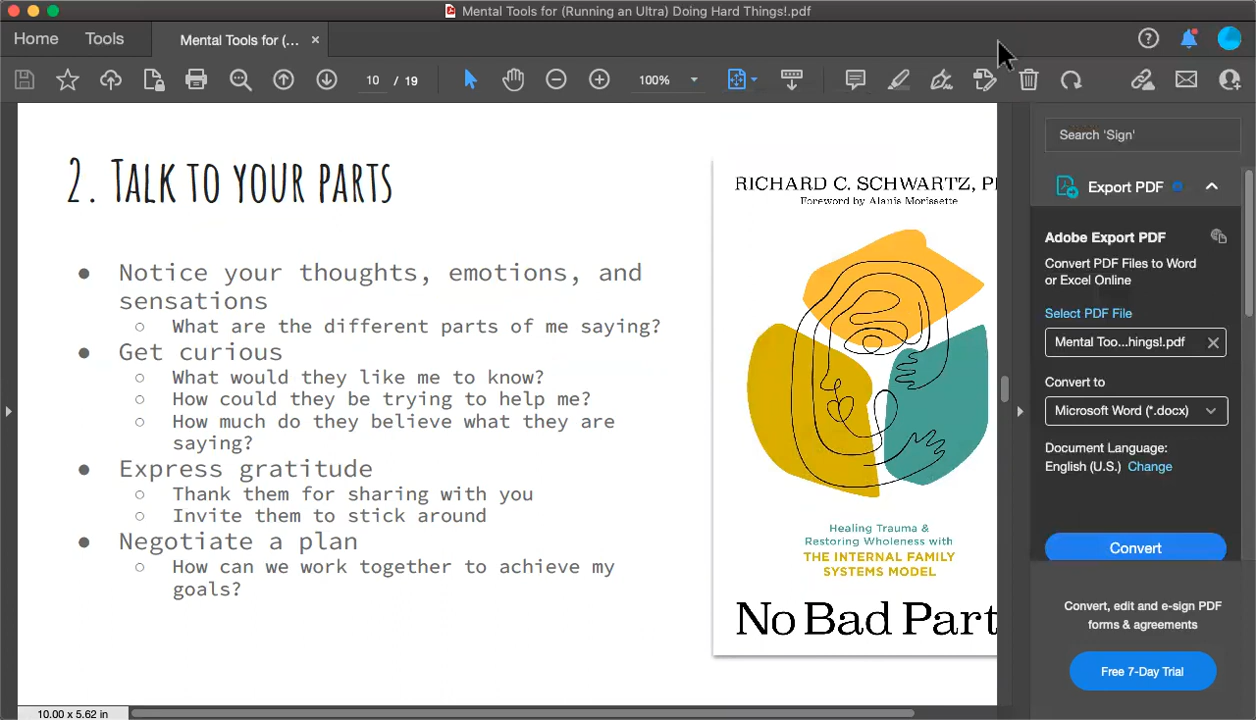 Mental Tools for (Running an Ultra) Doing Hard Things!.pdf
Home
Tools
Mental Tools for (...
10 / 19
100%
2. Talk to your parts
Notice your thoughts, emotions, and
sensations
What are the different parts of me saying?
Get curious
What would they like me to know?
How could they be trying to help me?
How much do they believe what they are
saying?
Express gratitude
Thank them for sharing with you
Invite them to stick around
Negotiate a plan
How can we work together to achieve my
goals?
RICHARD C. SCHWARTZ, P
Foreword by Alanis Morissette
Healing Trauma &
Restoring Wholeness with
THE INTERNAL FAMILY
SYSTEMS MODEL
No Bad Part
10.00 x 5.62 in
Search 'Sign'
Export PDF
Adobe Export PDF
Convert PDF Files to Word
or Excel Online
Select PDF File
Mental Too...hings!.pdf
Convert to
Microsoft Word (*.docx)
Document Language:
English (U.S.) Change
Convert
Convert, edit and e-sign PDF
forms & agreements
Free 7-Day Trial